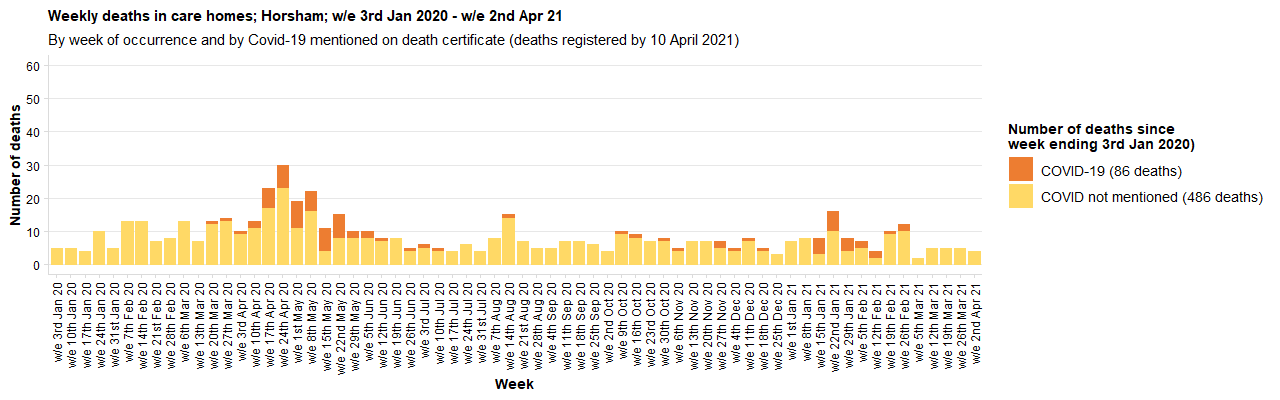 Weekly deaths in care homes; Horsham; w/e 3rd Jan 2020 - w/e 2nd Apr 21
By week of occurrence and by Covid-19 mentioned on death certificate (deaths registered by 10 April 2021)
Number of deaths
60
50
40
30
20
10
0
w/e 3rd Jan 20
w/e 10th Jan 20
w/e 17th Jan 20
w/e 24th Jan 20
w/e 31st Jan 20
w/e 7th Feb 20
w/e 14th Feb 20
w/e 21st Feb 20
w/e 28th Feb 20
w/e 6th Mar 20
w/e 13th Mar 20
w/e 20th Mar 20
w/e 27th Mar 20
w/e 3rd Apr 20
w/e 10th Apr 20
w/e 17th Apr 20
w/e 24th Apr 20
w/e 1st May 20
w/e 8th May 20
w/e 15th May 20
w/e 22nd May 20
w/e 29th May 20
w/e 5th Jun 20
w/e 12th Jun 20
w/e 19th Jun 20
w/e 26th Jun 20
w/e 3rd Jul 20
w/e 10th Jul 20
w/e 17th Jul 20
w/e 24th Jul 20
w/e 31st Jul 20
w/e 7th Aug 20
w/e 14th Aug 20
w/e 21st Aug 20
w/e 28th Aug 20
w/e 4th Sep 20
w/e 11th Sep 20
w/e 18th Sep 20
w/e 25th Sep 20
w/e 2nd Oct 20
w/e 9th Oct 20
w/e 16th Oct 20
w/e 23rd Oct 20
w/e 30th Oct 20
w/e 6th Nov 20
w/e 13th Nov 20
w/e 20th Nov 20
w/e 27th Nov 20
w/e 4th Dec 20
w/e 11th Dec 20
w/e 18th Dec 20
w/e 25th Dec 20
w/e 1st Jan 21
w/e 8th Jan 21
w/e 15th Jan 21
w/e 22nd Jan 21
w/e 29th Jan 21
w/e 5th Feb 21
w/e 12th Feb 21
w/e 19th Feb 21
w/e 26th Feb 21
w/e 5th Mar 21
w/e 12th Mar 21
w/e 19th Mar 21
w/e 26th Mar 21
w/e 2nd Apr 21
Week
Number of deaths since
week ending 3rd Jan 2020)
COVID-19 (86 deaths)
COVID not mentioned (486 deaths)